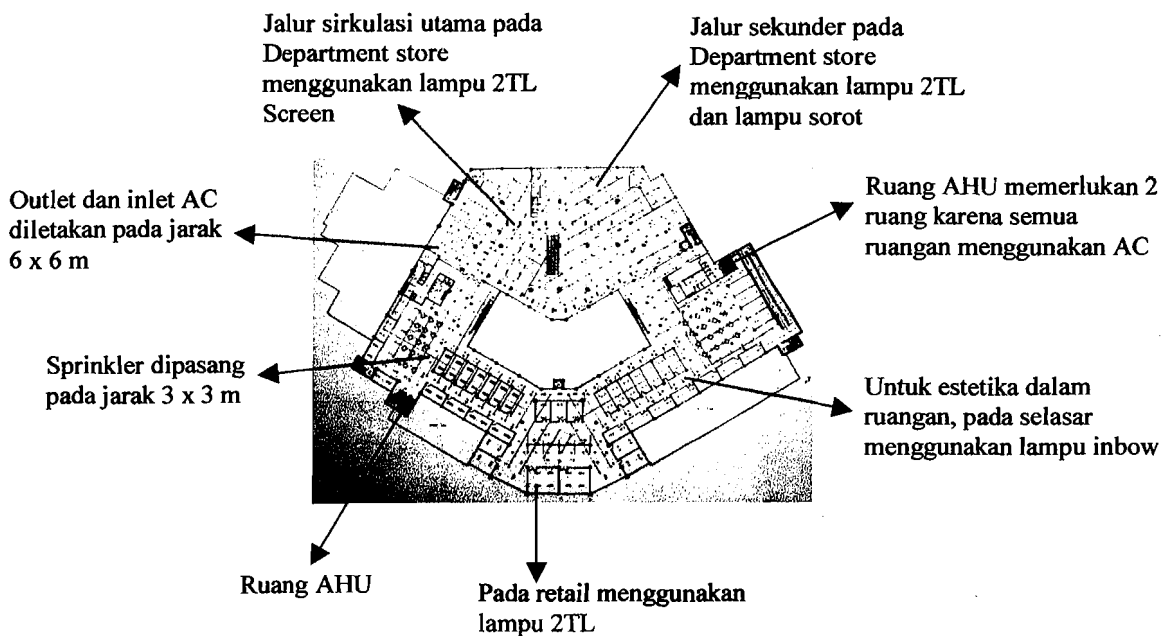 Jalur sirkulasi utama pada
Department store
menggunakan lampu 2TL
Screen
Jalur sekunder pada
Department store
menggunakan lampu 2TL
dan lampu sorot
Outlet dan inlet AC
diletakan pada jarak
6 x 6 m
Ruang AHU memerlukan 2
ruang karena semua
ruangan menggunakan AC
Sprinkler dipasang
pada jarak 3 x 3 m
Untuk estetika dalam
ruangan, pada selasar
menggunakan lampu inbow
Ruang AHU
Pada retail menggunakan
lampu 2TL